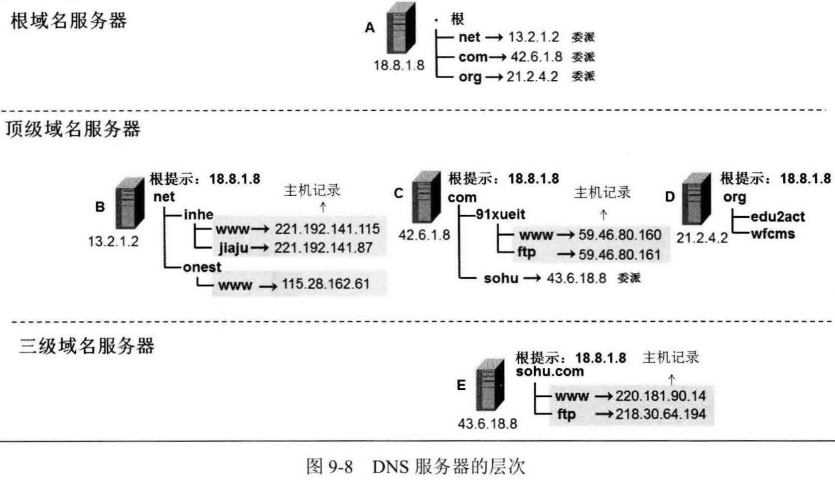 根域名服务器
A
18.8.1.8
· 根
net → 13.2.1.2 委派
com → 42.6.1.8 委派
org → 21.2.4.2 委派
顶级域名服务器
B
13.2.1.2
根提示：18.8.1.8
net
主机记录
↑
inhe
www → 221.192.141.115
jiaju → 221.192.141.87
onest
www → 115.28.162.61
C
42.6.1.8
根提示：18.8.1.8
com
主机记录
↑
91xueit
www → 59.46.80.160
ftp → 59.46.80.161
sohu → 43.6.18.8 委派
D
21.2.4.2
根提示：18.8.1.8
org
edu2act
wfcms
三级域名服务器
E
43.6.18.8
根提示：18.8.1.8 主机记录
sohu.com
↑
www → 220.181.90.14
ftp → 218.30.64.194
图 9-8 DNS 服务器的层次